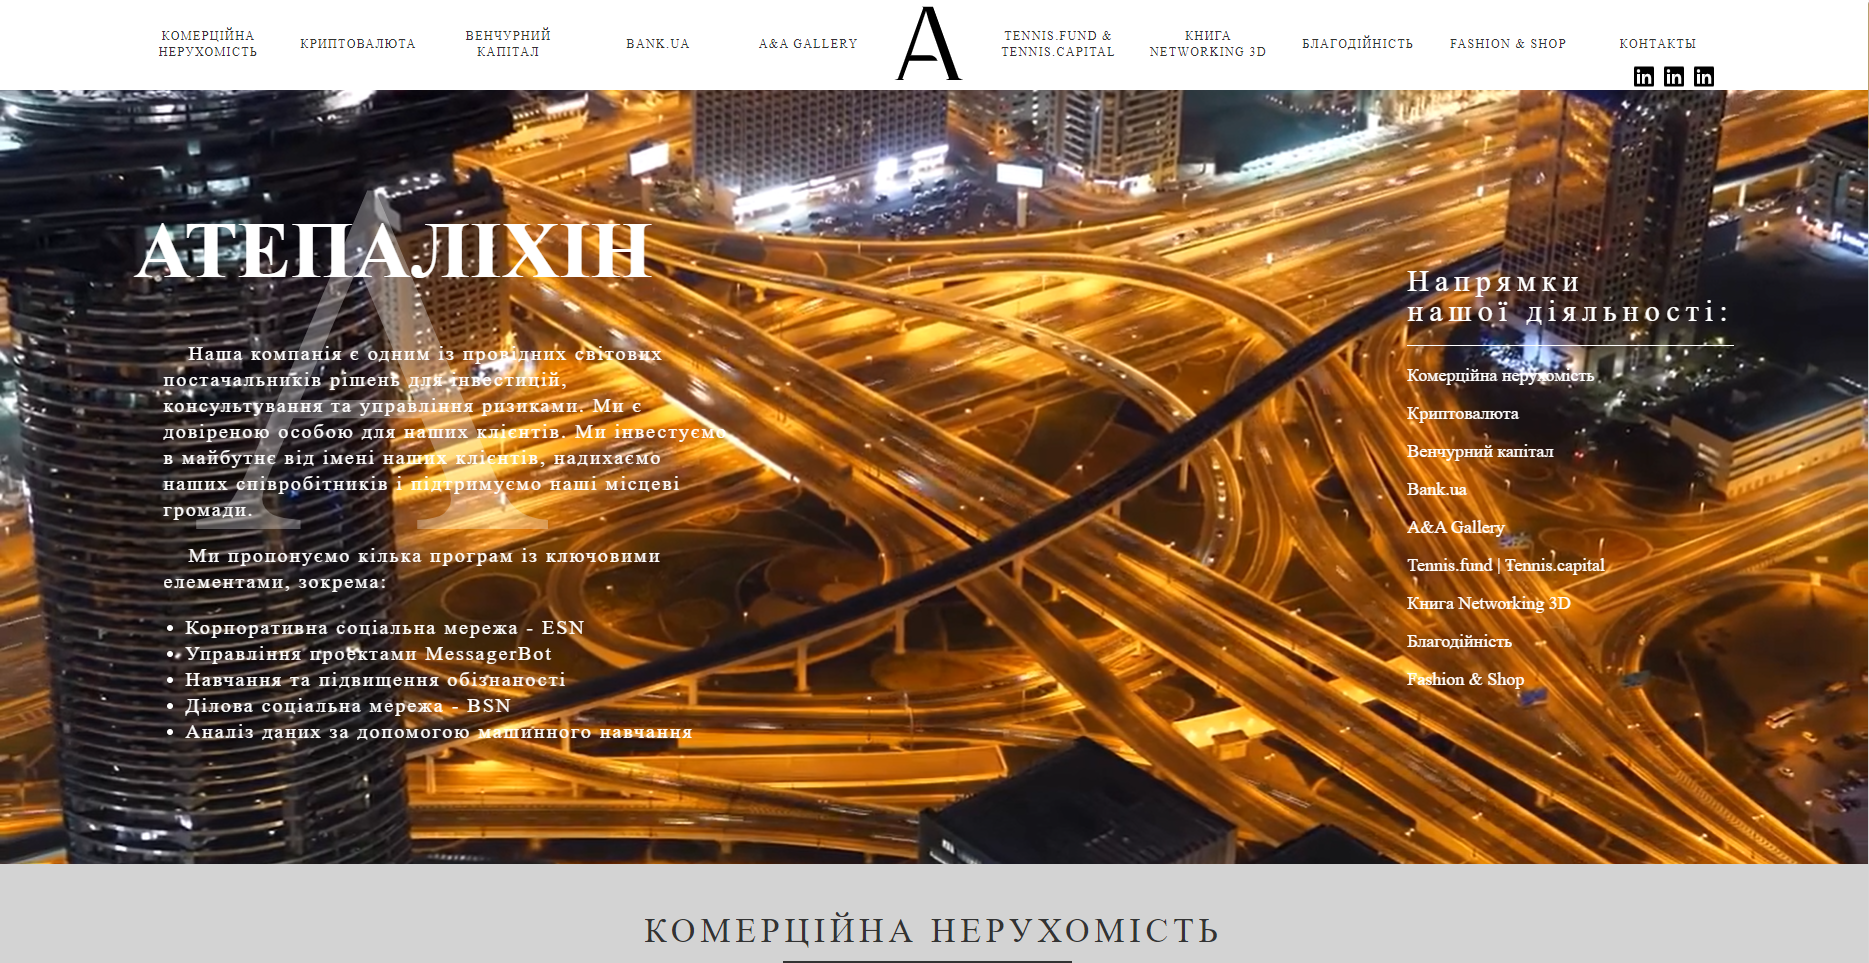 КОМЕРЦІЙНА
НЕРУХОМІСТЬ
КРИПТОВАЛЮТА
ВЕНЧУРНИЙ
КАПІТАЛ
BANK.UA
A&A GALLERY
A
TENNIS.FUND &
TENNIS.CAPITAL
КНИГА
NETWORKING 3D
БЛАГОДІЙНІСТЬ
FASHION & SHOP
КОНТАКТЫ
in in in
A
АТЕПАЛІХІН
Наша компанія є одним із провідних світових
постачальників рішень для інвестицій,
консультування та управління ризиками. Ми є
довіреною особою для наших клієнтів. Ми інвестуємо
в майбутнє від імені наших клієнтів, надихаємо
наших співробітників і підтримуємо наші місцеві
громади.
Ми пропонуємо кілька програм із ключовими
елементами, зокрема:
• Корпоративна соціальна мережа - ESN
• Управління проектами MessagerBot
• Навчання та підвищення обізнаності
• Ділова соціальна мережа - BSN
• Аналіз даних за допомогою машинного навчання
Напрямки
нашої діяльності:
Комерційна нерухомість
Криптовалюта
Венчурний капітал
Bank.ua
A&A Gallery
Tennis.fund | Tennis.capital
Книга Networking 3D
Благодійність
Fashion & Shop
КОМЕРЦІЙНА НЕРУХОМІСТЬ